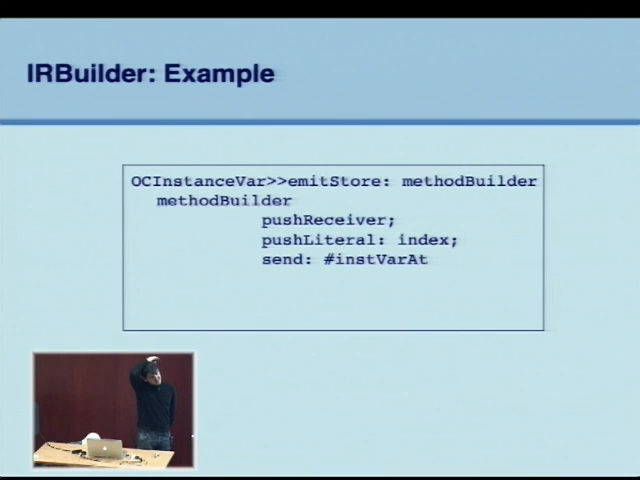 IRBuilder: Example
OCInstanceVar>>emitStore: methodBuilder
methodBuilder
pushReceiver;
pushLiteral: index;
send: #instVarAt